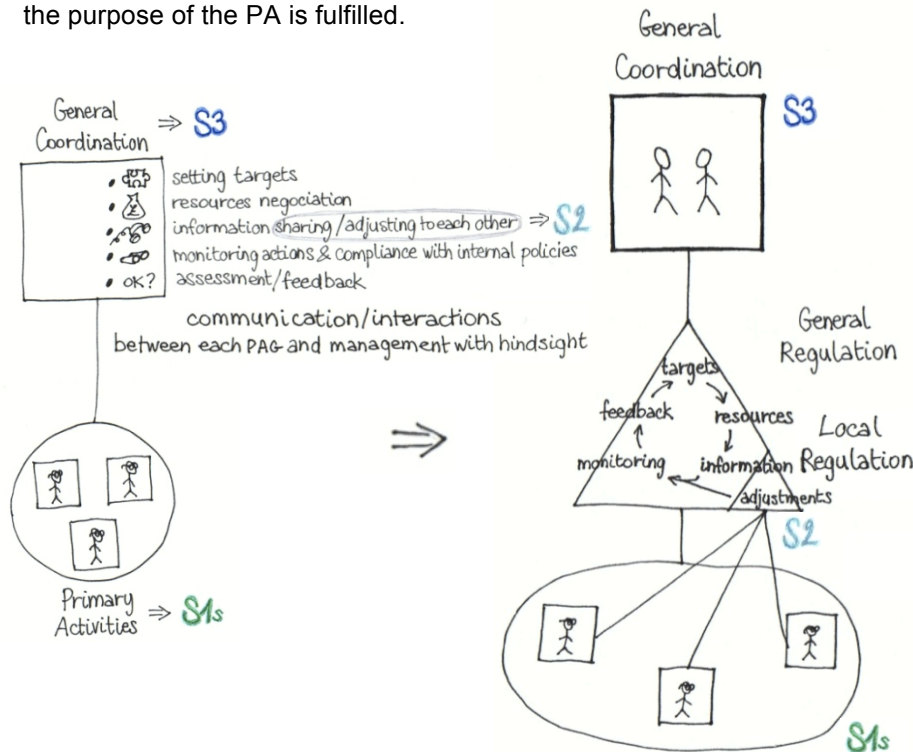 the purpose of the PA is fulfilled.
General
Coordination
⇒ S3
setting targets
resources negociation
information sharing/adjusting to each other ⇒ S2
monitoring actions & compliance with internal policies
• OK? assessment/feedback
communication/interactions
between each PAG and management with hindsight
Primary
Activities
⇒ S1s
General
Coordination
S3
General
Regulation
targets
feedback
resources
Local
Regulation
monitoring
information
adjustments
S2
S1s